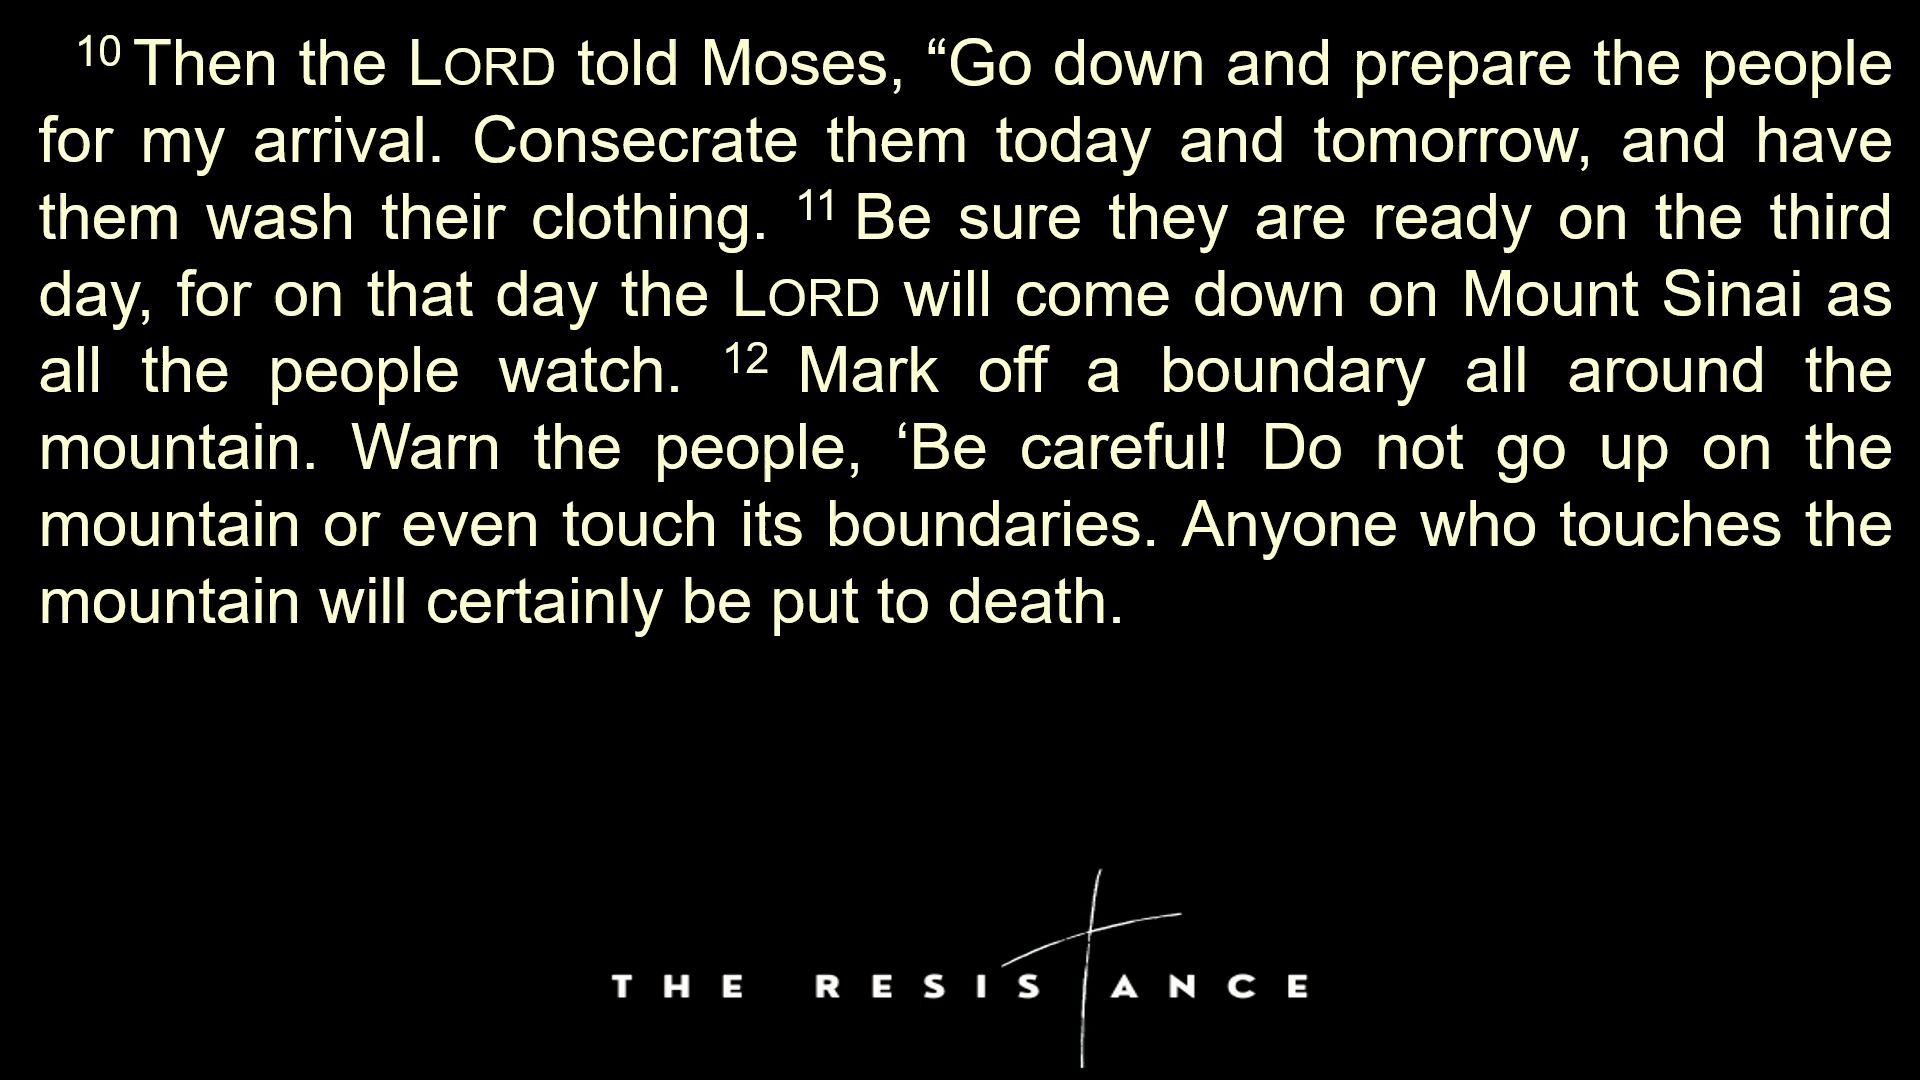 10 Then the LORD told Moses, “Go down and prepare the people
for my arrival. Consecrate them today and tomorrow, and have
them wash their clothing. 11 Be sure they are ready on the third
day, for on that day the LORD will come down on Mount Sinai as
all the people watch. 12 Mark off a boundary all around the
mountain. Warn the people, ‘Be careful! Do not go up on the
mountain or even touch its boundaries. Anyone who touches the
mountain will certainly be put to death.
THE RESISTANCE